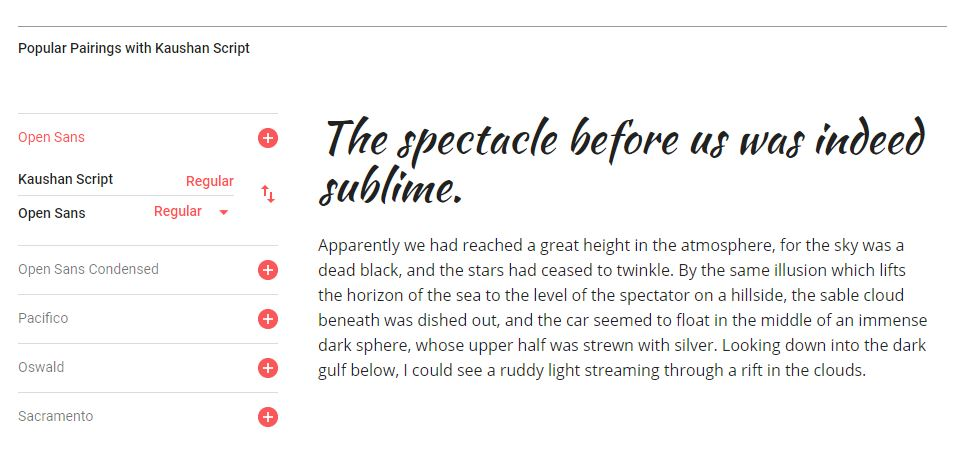 Popular Pairings with Kaushan Script
Open Sans
Kaushan Script Regular
Open Sans Regular
Open Sans Condensed
Pacifico
Oswald
Sacramento
The spectacle before us was indeed
sublime.
Apparently we had reached a great height in the atmosphere, for the sky was a
dead black, and the stars had ceased to twinkle. By the same illusion which lifts
the horizon of the sea to the level of the spectator on a hillside, the sable cloud
beneath was dished out, and the car seemed to float in the middle of an immense
dark sphere, whose upper half was strewn with silver. Looking down into the dark
gulf below, I could see a ruddy light streaming through a rift in the clouds.